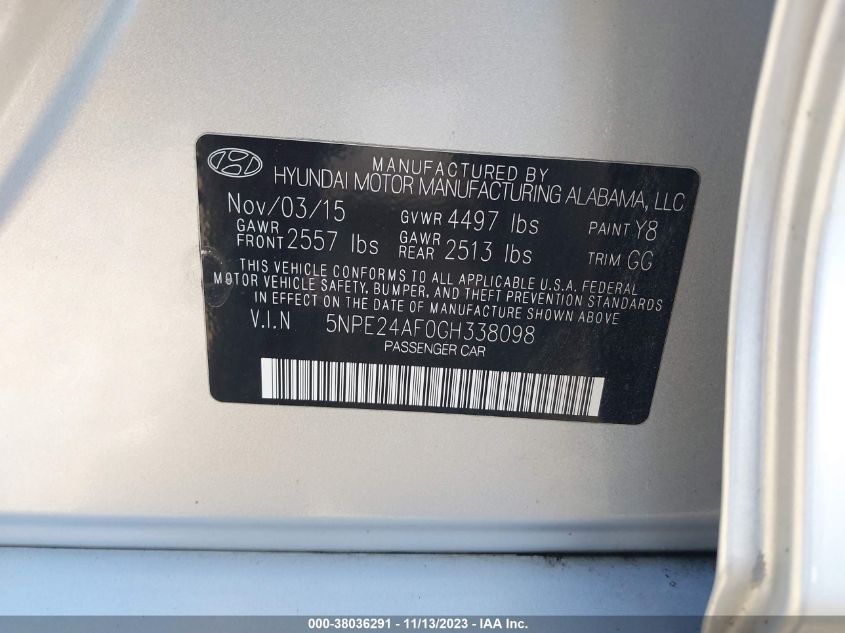 MANUFACTURED BY
HYUNDAI MOTOR MANUFACTURING ALABAMA, LLC
Nov/03/15 GVWR 4497 lbs PAINT Y8
GAWR FRONT 2557 lbs GAWR REAR 2513 lbs TRIM GG
THIS VEHICLE CONFORMS TO ALL APPLICABLE U.S.A. FEDERAL
MOTOR VEHICLE SAFETY, BUMPER, AND THEFT PREVENTION STANDARDS
IN EFFECT ON THE DATE OF MANUFACTURE SHOWN ABOVE.
V.I.N 5NPE24AF0GH338098
PASSENGER CAR
000-38036291 - 11/13/2023 - IAA Inc.